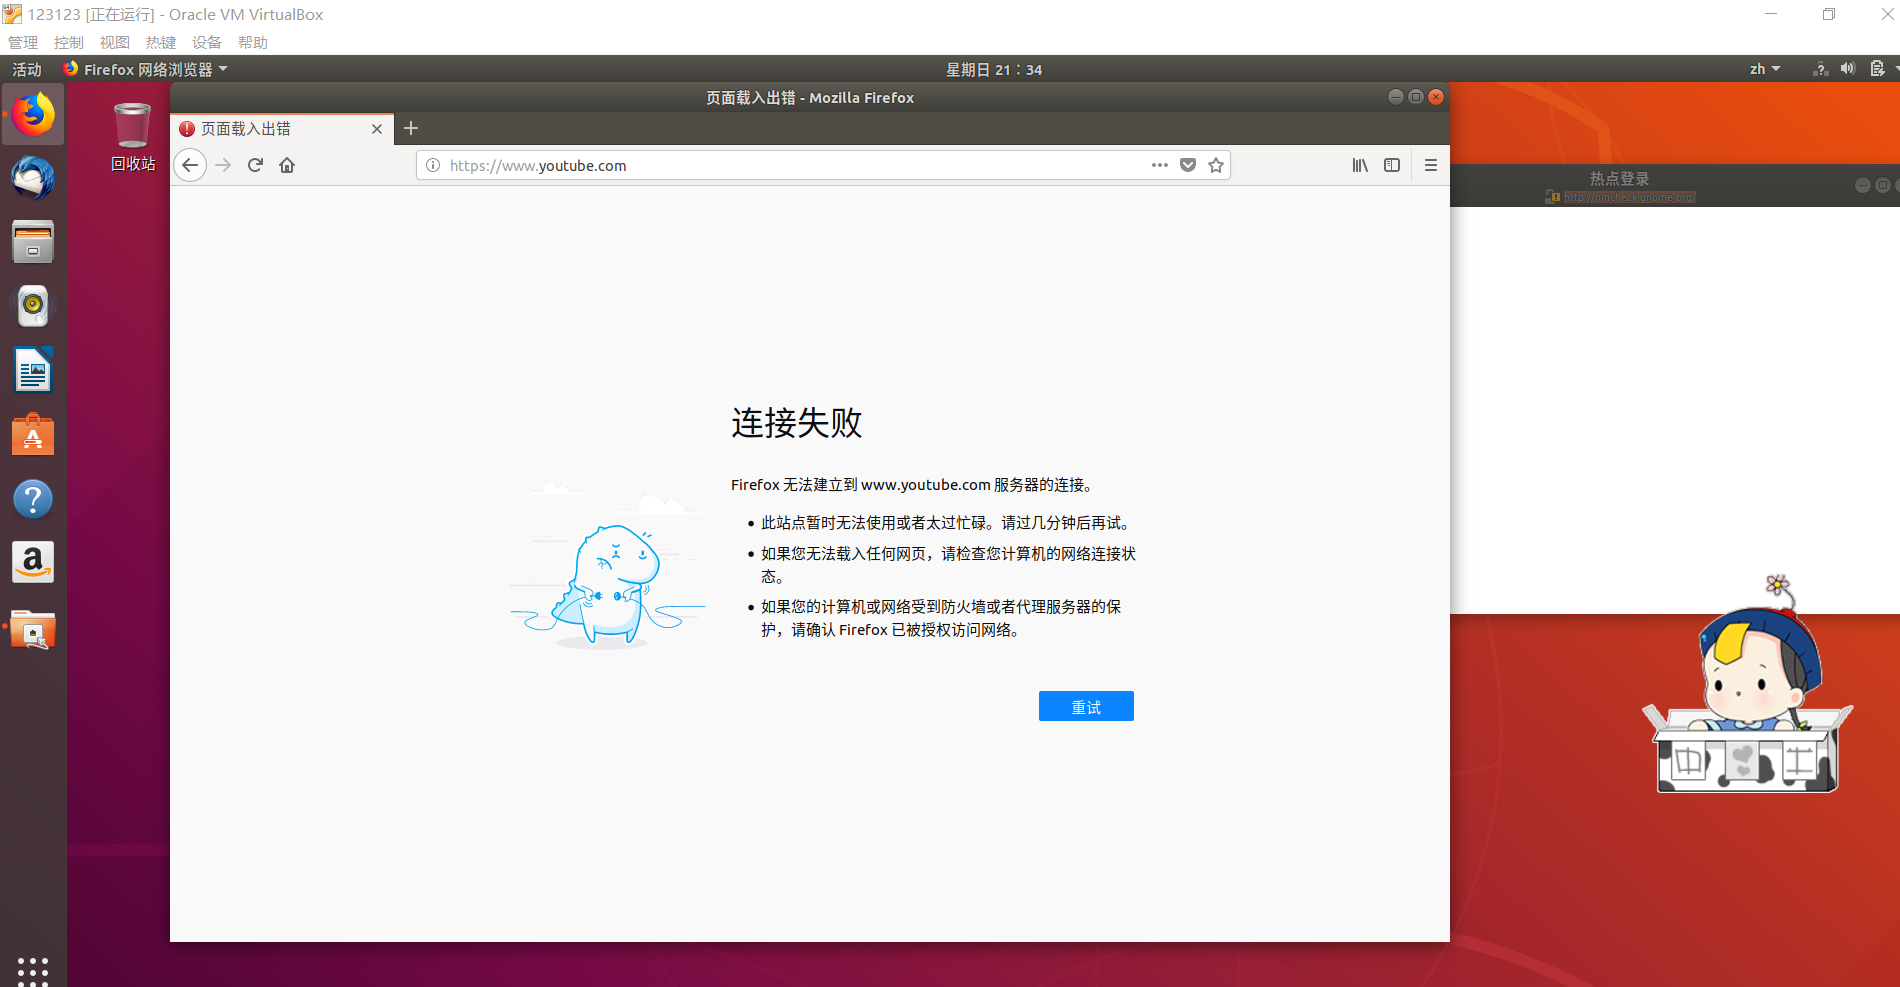 123123 [正在运行] - Oracle VM VirtualBox
管理 控制 视图 热键 设备 帮助
活动 Firefox 网络浏览器 星期日 21：34 zh
页面载入出错 - Mozilla Firefox
页面载入出错
回收站
https://www.youtube.com
热点登录
http://nmcheck.gnome.org/
连接失败
Firefox 无法建立到 www.youtube.com 服务器的连接。
此站点暂时无法使用或者太过忙碌。请过几分钟后再试。
如果您无法载入任何网页，请检查您计算机的网络连接状
态。
如果您的计算机或网络受到防火墙或者代理服务器的保
护，请确认 Firefox 已被授权访问网络。
重试